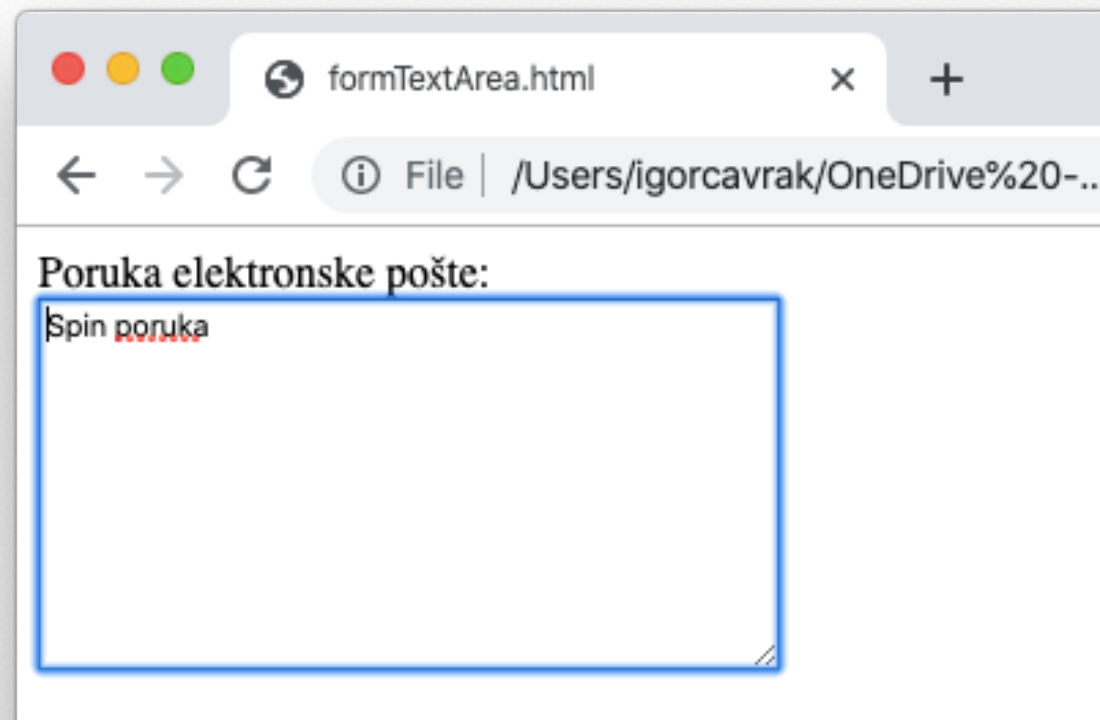 formTextArea.html
File /Users/igorcavrak/OneDrive%20-...
Poruka elektronske pošte:
Spin poruka